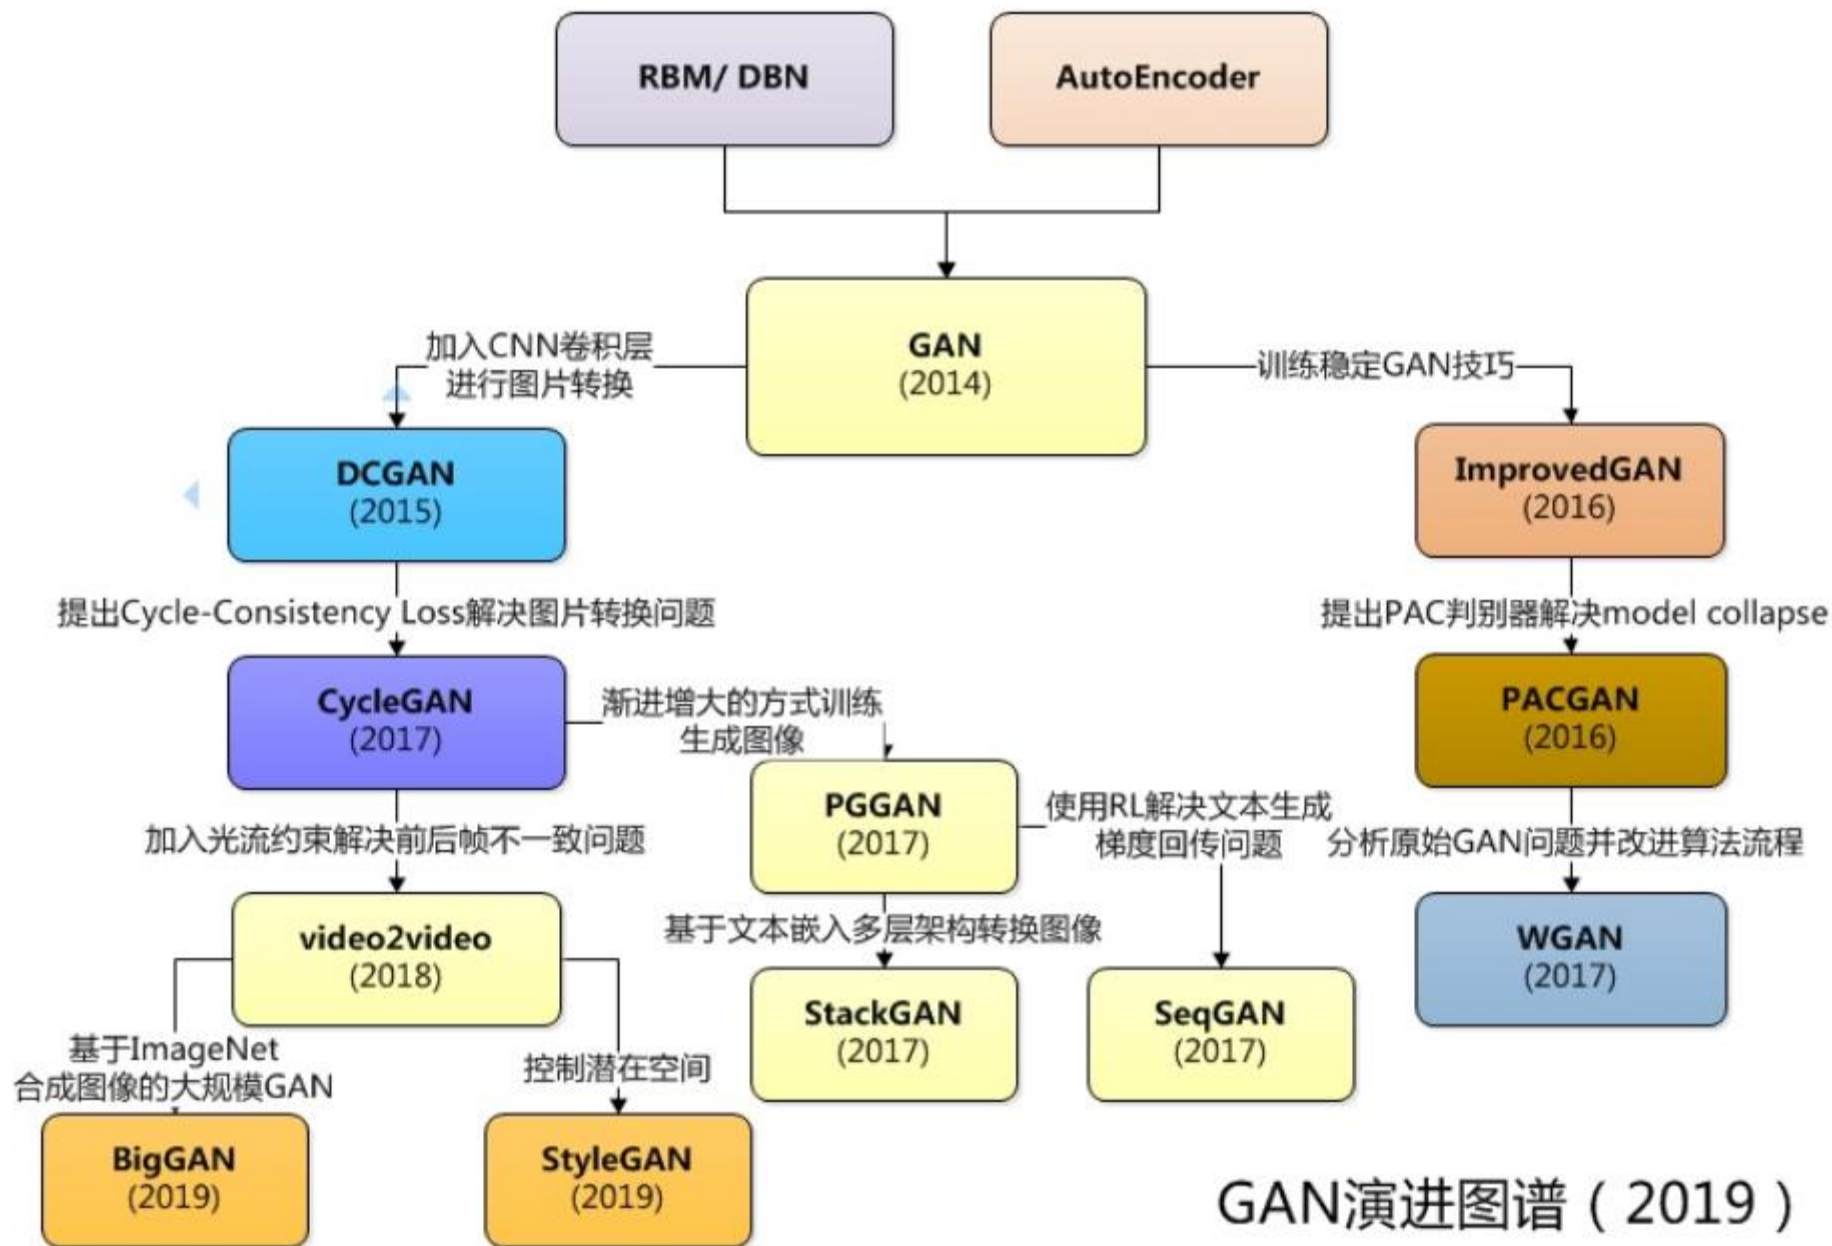 RBM/ DBN
AutoEncoder
GAN
(2014)
加入CNN卷积层
进行图片转换
训练稳定GAN技巧
DCGAN
(2015)
ImprovedGAN
(2016)
提出Cycle-Consistency Loss解决图片转换问题
提出PAC判别器解决model collapse
CycleGAN
(2017)
渐进增大的方式训练
生成图像
PACGAN
(2016)
PGGAN
(2017)
使用RL解决文本生成
梯度回传问题
加入光流约束解决前后帧不一致问题
分析原始GAN问题并改进算法流程
video2video
(2018)
基于文本嵌入多层架构转换图像
WGAN
(2017)
StackGAN
(2017)
SeqGAN
(2017)
基于ImageNet
合成图像的大规模GAN
控制潜在空间
BigGAN
(2019)
StyleGAN
(2019)
GAN演进图谱（2019）